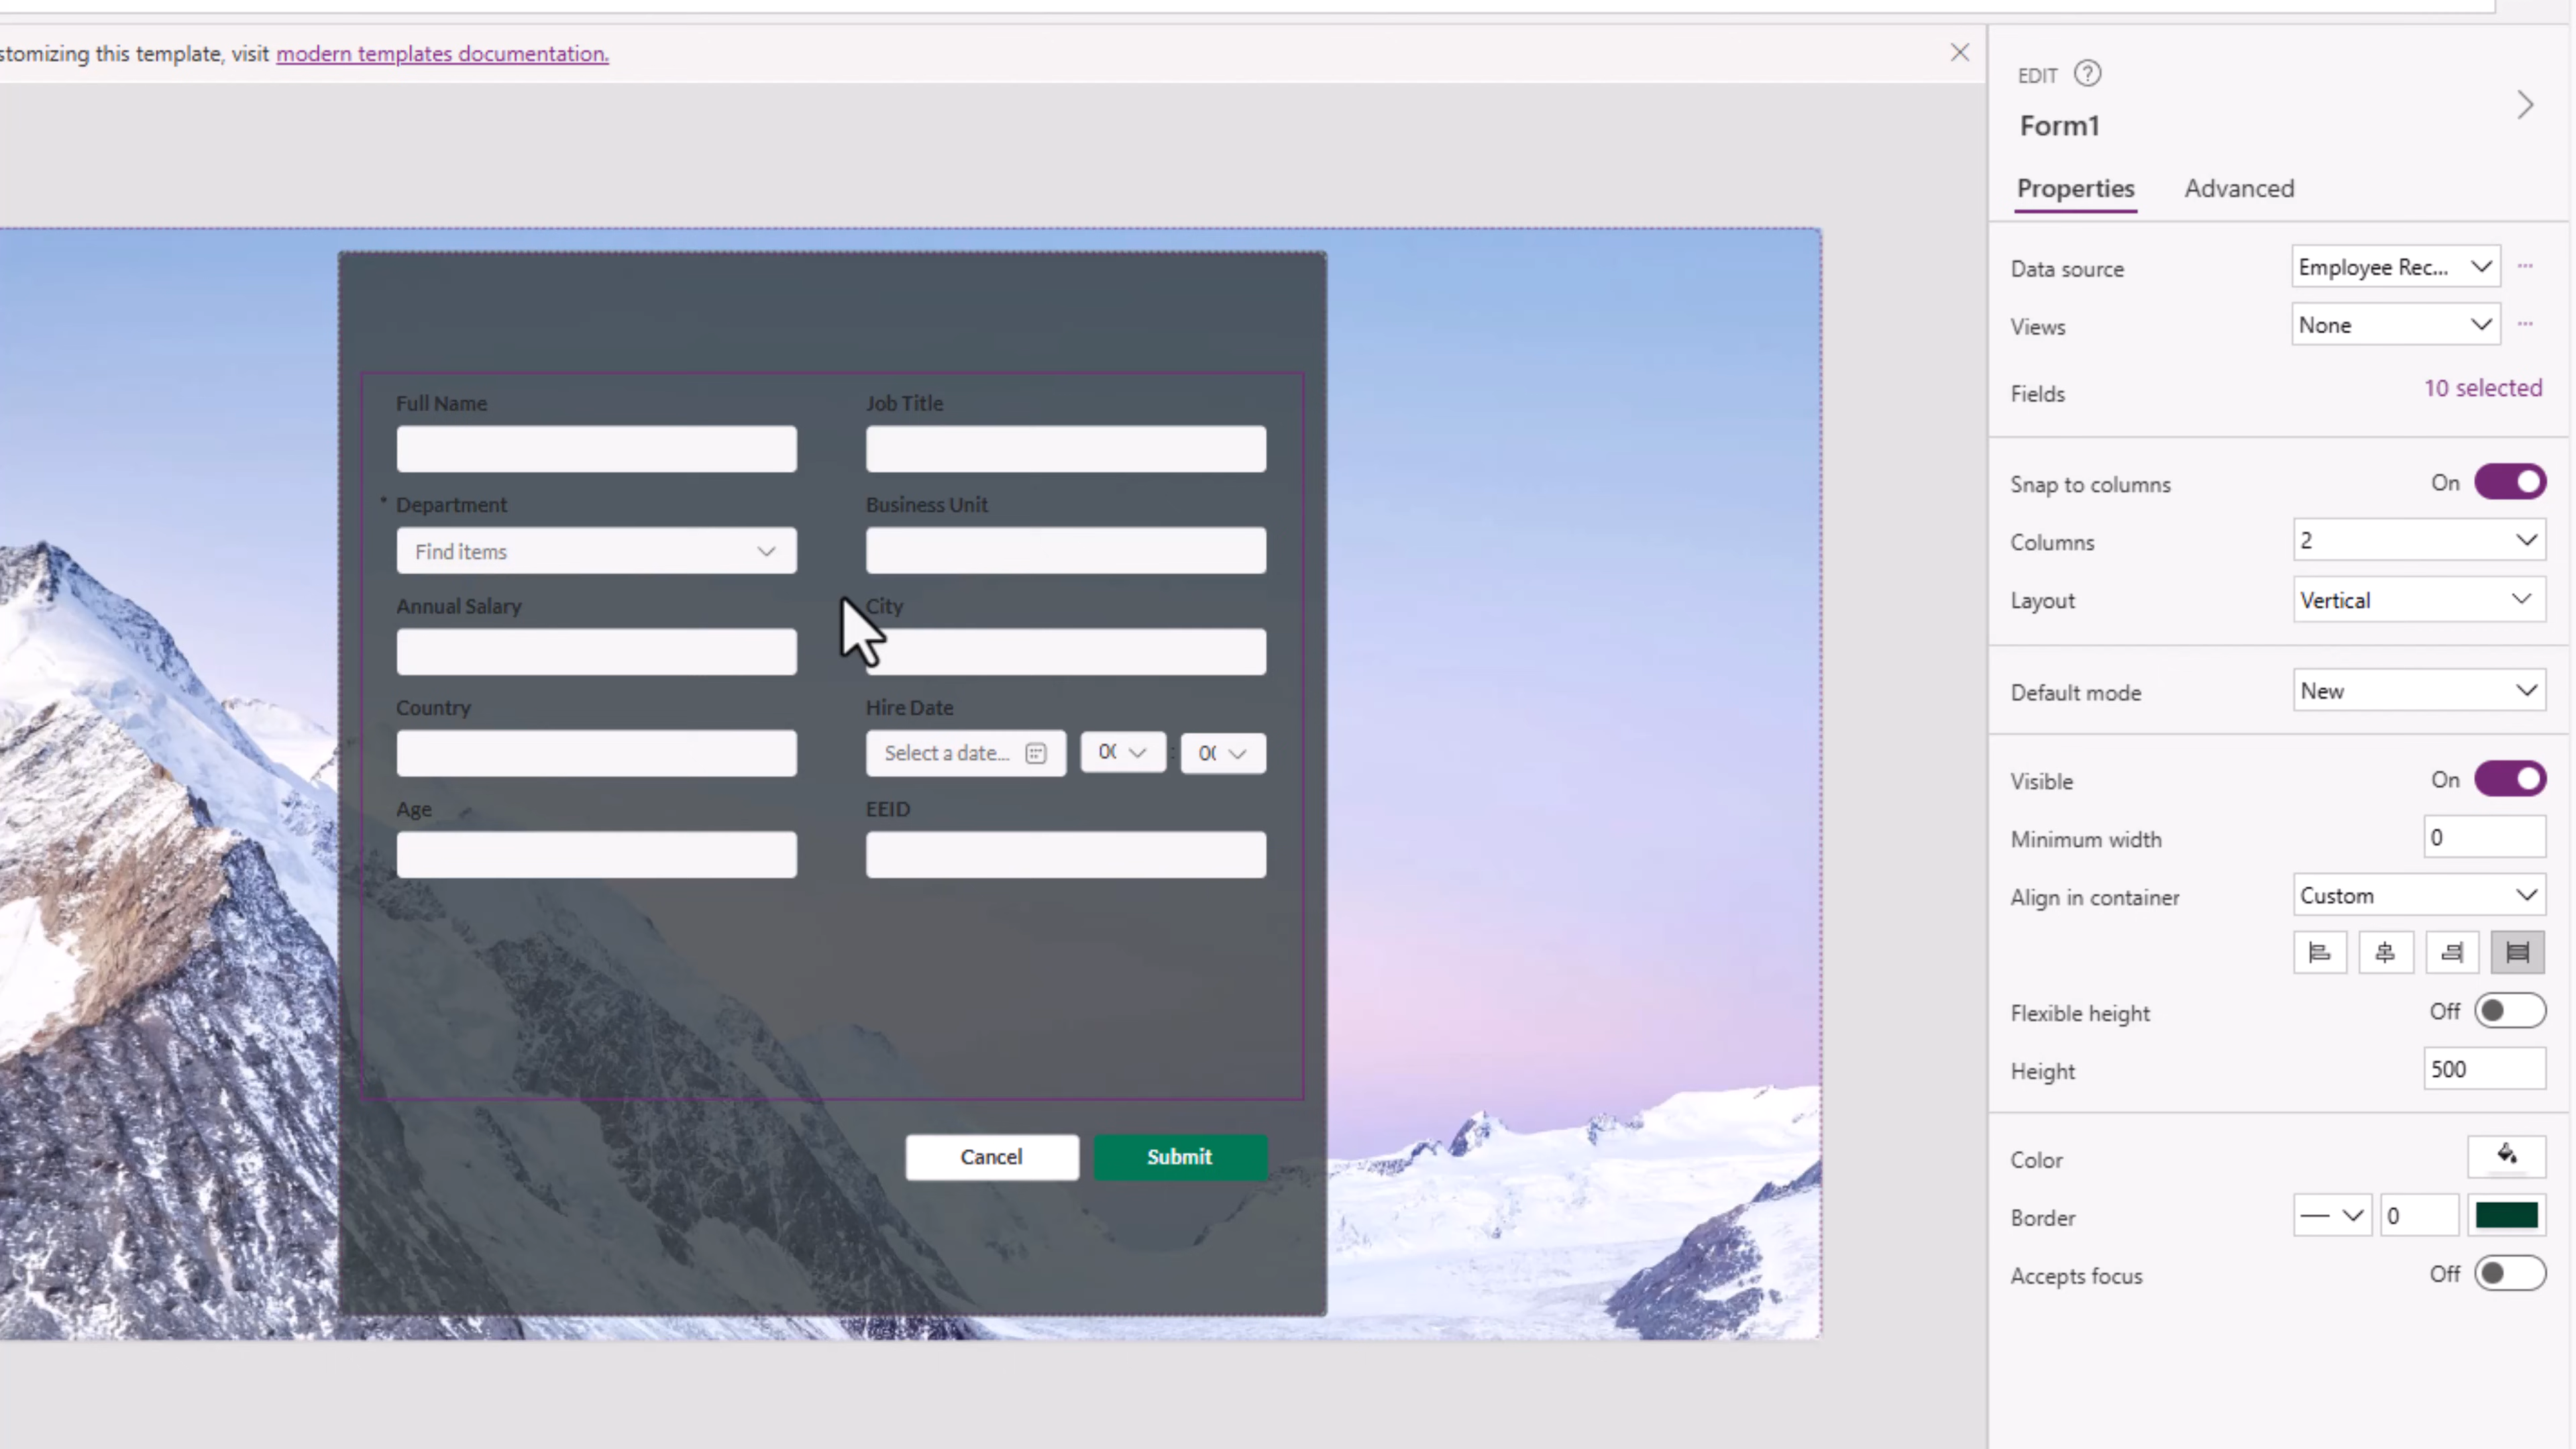 stomizing this template, visit modern templates documentation.
EDIT
Form1
Properties Advanced
Data source Employee Rec...
Views None
Fields 10 selected
Snap to columns On
Columns 2
Layout Vertical
Default mode New
Visible On
Minimum width 0
Align in container Custom
Flexible height Off
Height 500
Color
Border 0
Accepts focus Off
Full Name Job Title
* Department Business Unit
Find items
Annual Salary City
Country Hire Date
Select a date... 0( : 0(
Age EEID
Cancel Submit